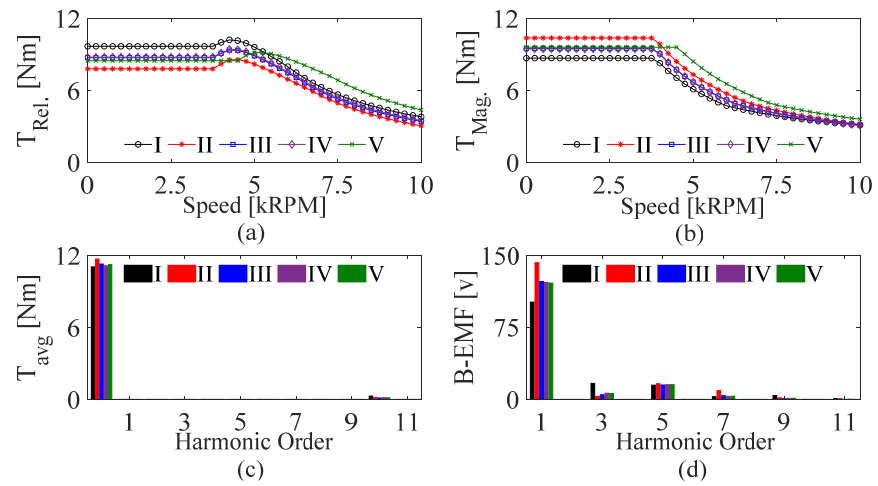 12
6
0
T_Rel. [Nm]
I II III IV V
0 2.5 5 7.5 10
Speed [kRPM]
(a)
12
6
0
T_Mag. [Nm]
I II III IV V
0 2.5 5 7.5 10
Speed [kRPM]
(b)
12
6
0
T_avg [Nm]
I II III IV V
1 3 5 7 9 11
Harmonic Order
(c)
150
75
0
B-EMF [v]
I II III IV V
1 3 5 7 9 11
Harmonic Order
(d)